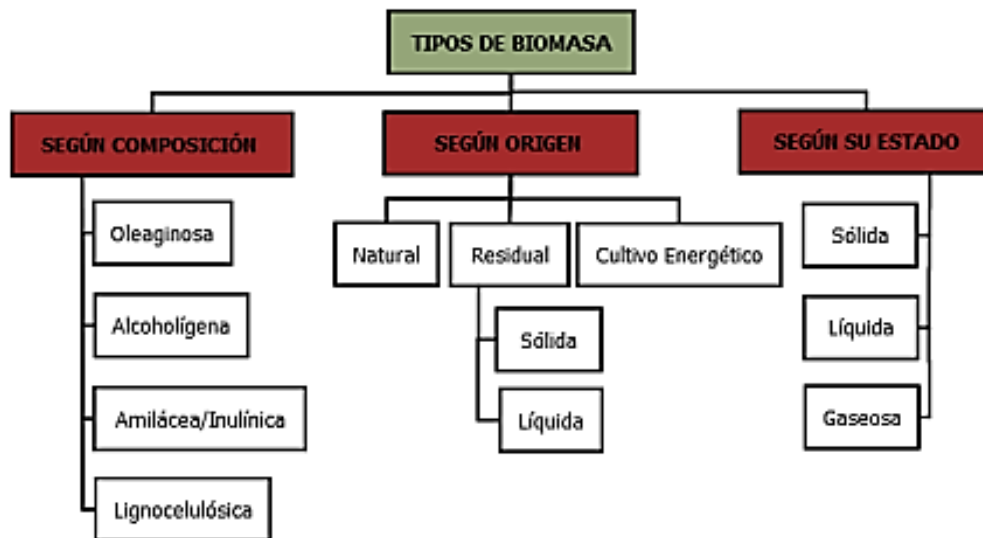 TIPOS DE BIOMASA
SEGÚN COMPOSICIÓN
SEGÚN ORIGEN
SEGÚN SU ESTADO
Oleaginosa
Alcoholígena
Amilácea/Inulínica
Lignocelulósica
Natural
Residual
Cultivo Energético
Sólida
Líquida
Sólida
Líquida
Gaseosa